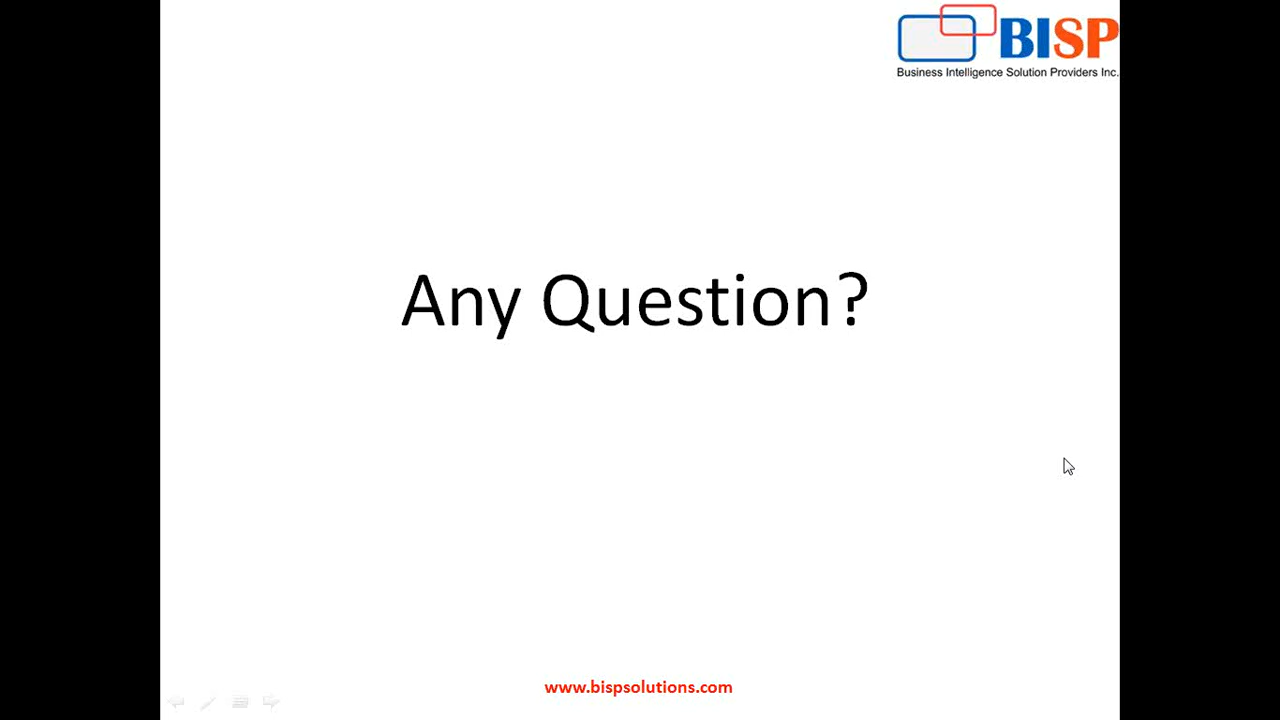 BISP
Business Intelligence Solution Providers Inc.
Any Question?
www.bispsolutions.com